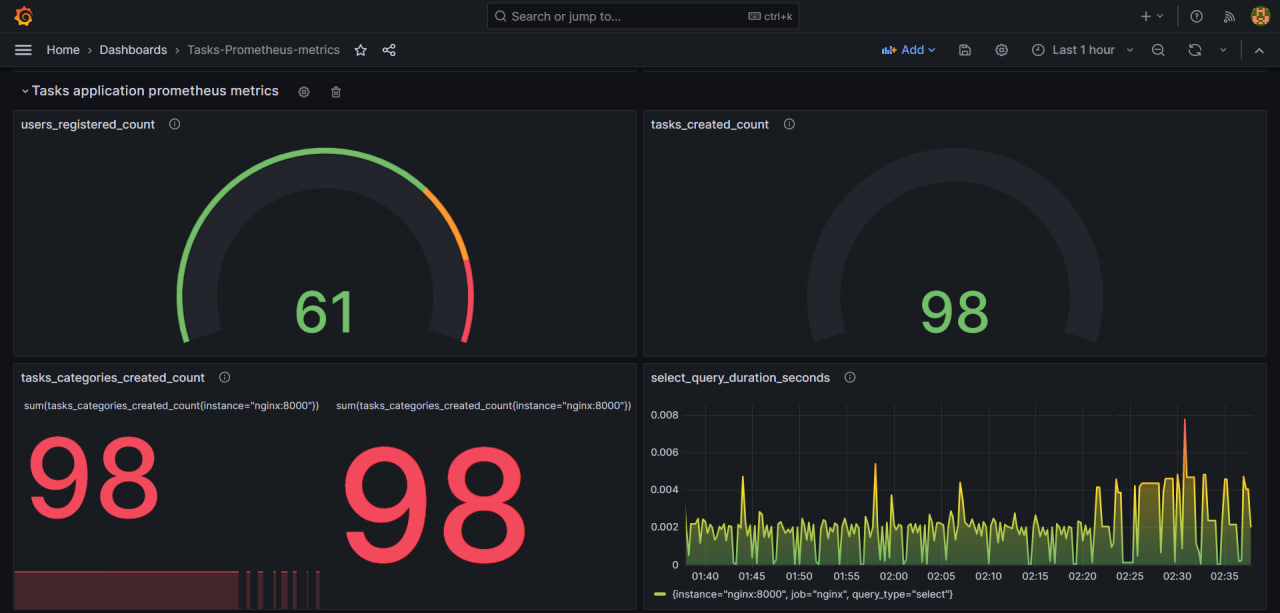 Search or jump to... ctrl+k
Home › Dashboards › Tasks-Prometheus-metrics Add Last 1 hour
Tasks application prometheus metrics
users_registered_count
61
tasks_created_count
98
tasks_categories_created_count
sum(tasks_categories_created_count{instance="nginx:8000"}) sum(tasks_categories_created_count{instance="nginx:8000"})
98 98
select_query_duration_seconds
0.008
0.006
0.004
0.002
0
01:40 01:45 01:50 01:55 02:00 02:05 02:10 02:15 02:20 02:25 02:30 02:35
{instance="nginx:8000", job="nginx", query_type="select"}